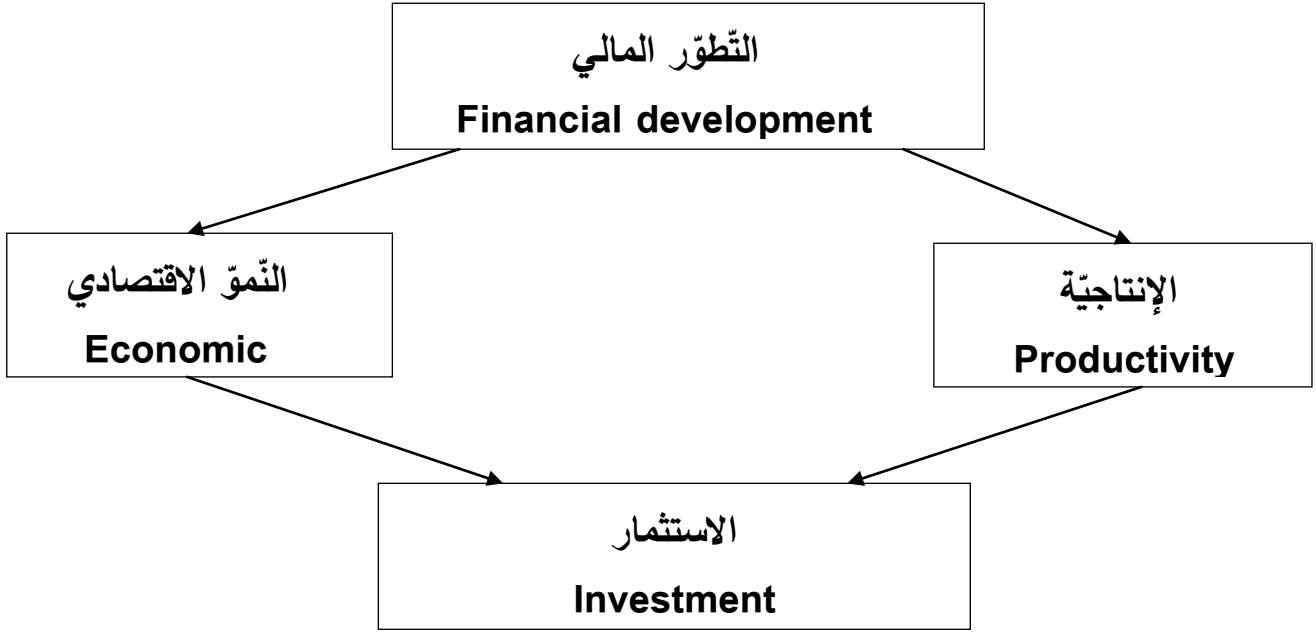 التّطوّر المالي
Financial development
النّموّ الاقتصادي
Economic
الإنتاجيّة
Productivity
الاستثمار
Investment